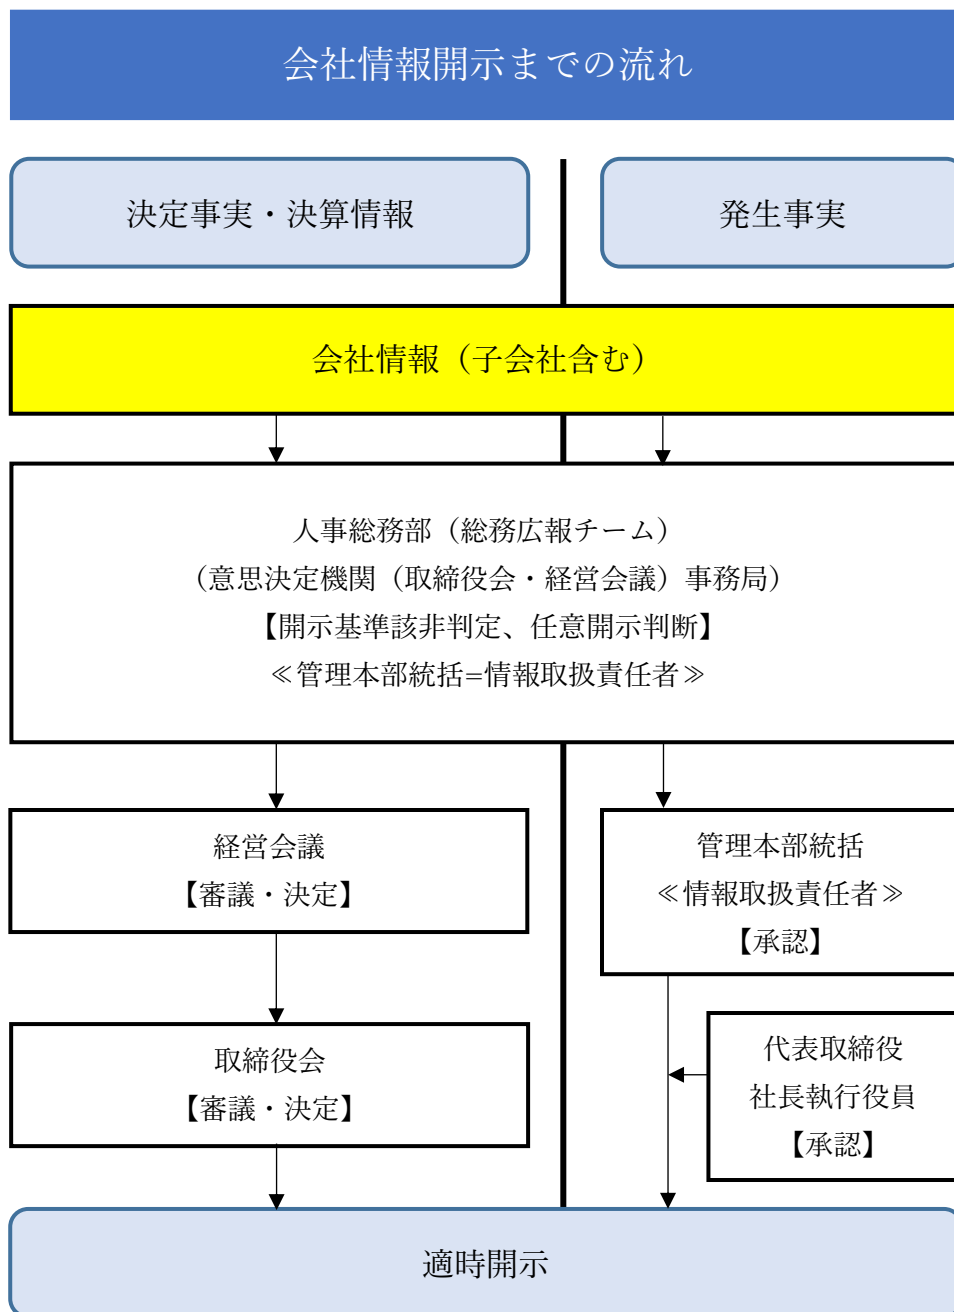 会社情報開示までの流れ
決定事実・決算情報
発生事実
会社情報（子会社含む）
人事総務部（総務広報チーム）
（意思決定機関（取締役会・経営会議）事務局）
【開示基準該非判定、任意開示判断】
≪管理本部統括=情報取扱責任者≫
経営会議
【審議・決定】
取締役会
【審議・決定】
管理本部統括
≪情報取扱責任者≫
【承認】
代表取締役
社長執行役員
【承認】
適時開示